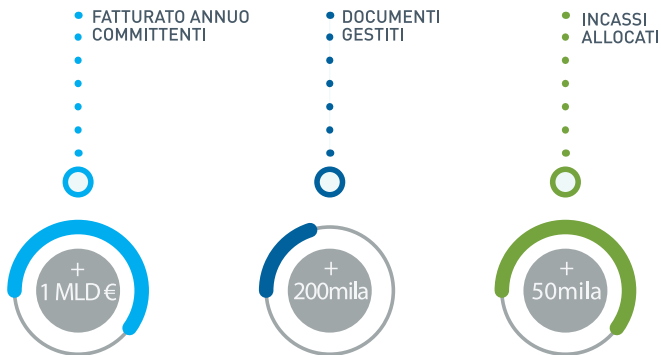 FATTURATO ANNUO
COMMITTENTI
DOCUMENTI
GESTITI
INCASSI
ALLOCATI
+
1 MLD €
+
200mila
+
50mila